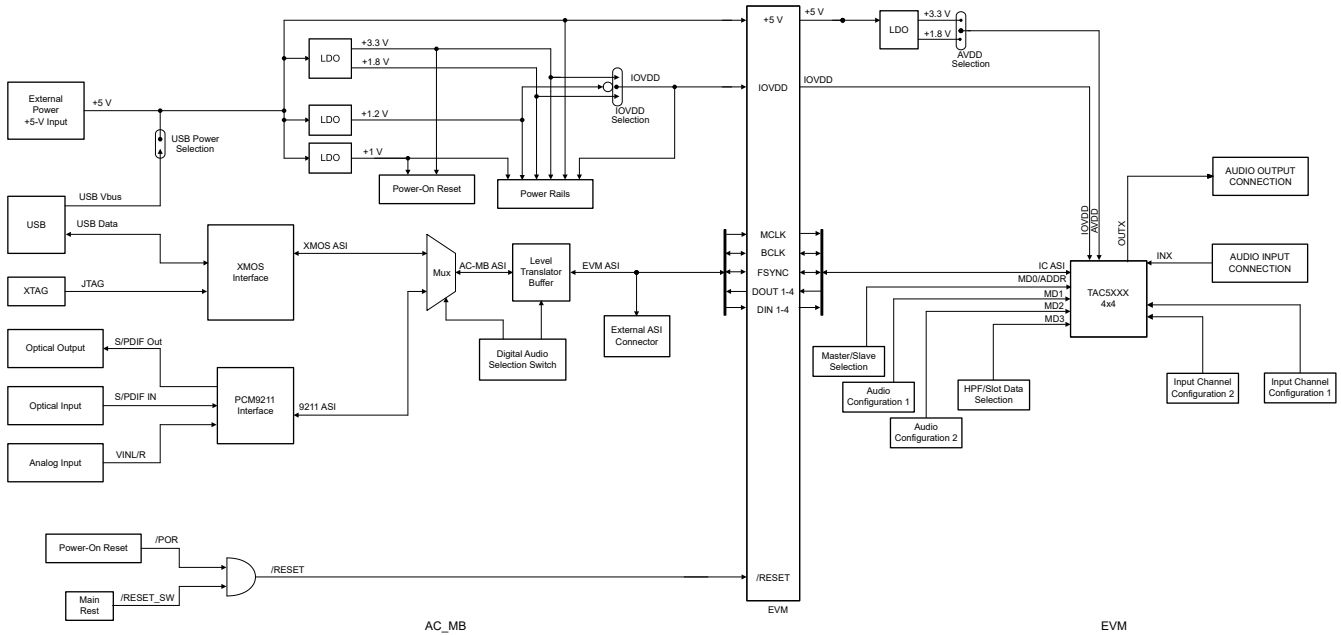 +5 V
+5 V
+5 V
LDO
+3.3 V
+1.8 V
AVDD
Selection
LDO
+3.3 V
+1.8 V
IOVDD
IOVDD
IOVDD
IOVDD
Selection
External
Power
+5-V Input
+5 V
USB Power
Selection
LDO
+1.2 V
LDO
+1 V
Power-On Reset
Power Rails
USB
USB Vbus
USB Data
XTAG
JTAG
XMOS
Interface
XMOS ASI
Mux
AC-MB ASI
Level
Translator
Buffer
EVM ASI
External ASI
Connector
Digital Audio
Selection Switch
MCLK
BCLK
FSYNC
DOUT 1-4
DIN 1-4
IOVDD
AVDD
OUTX
AUDIO OUTPUT
CONNECTION
INX
AUDIO INPUT
CONNECTION
IC ASI
MD0/ADDR
MD1
MD2
MD3
TAC5XXX
4x4
Master/Slave
Selection
Audio
Configuration 1
Audio
Configuration 2
HPF/Slot Data
Selection
Input Channel
Configuration 2
Input Channel
Configuration 1
Optical Output
S/PDIF Out
Optical Input
S/PDIF IN
Analog Input
VINL/R
PCM9211
Interface
9211 ASI
Power-On Reset
/POR
Main
Rest
/RESET_SW
/RESET
/RESET
EVM
AC_MB
EVM